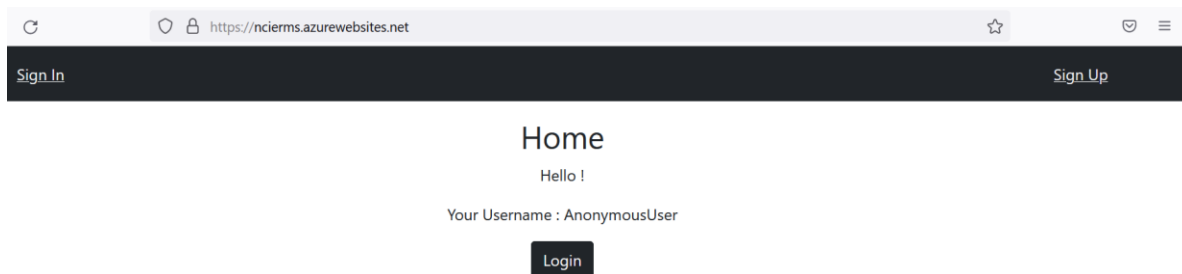 https://ncierms.azurewebsites.net
Sign In Sign Up
Home
Hello !
Your Username : AnonymousUser
Login